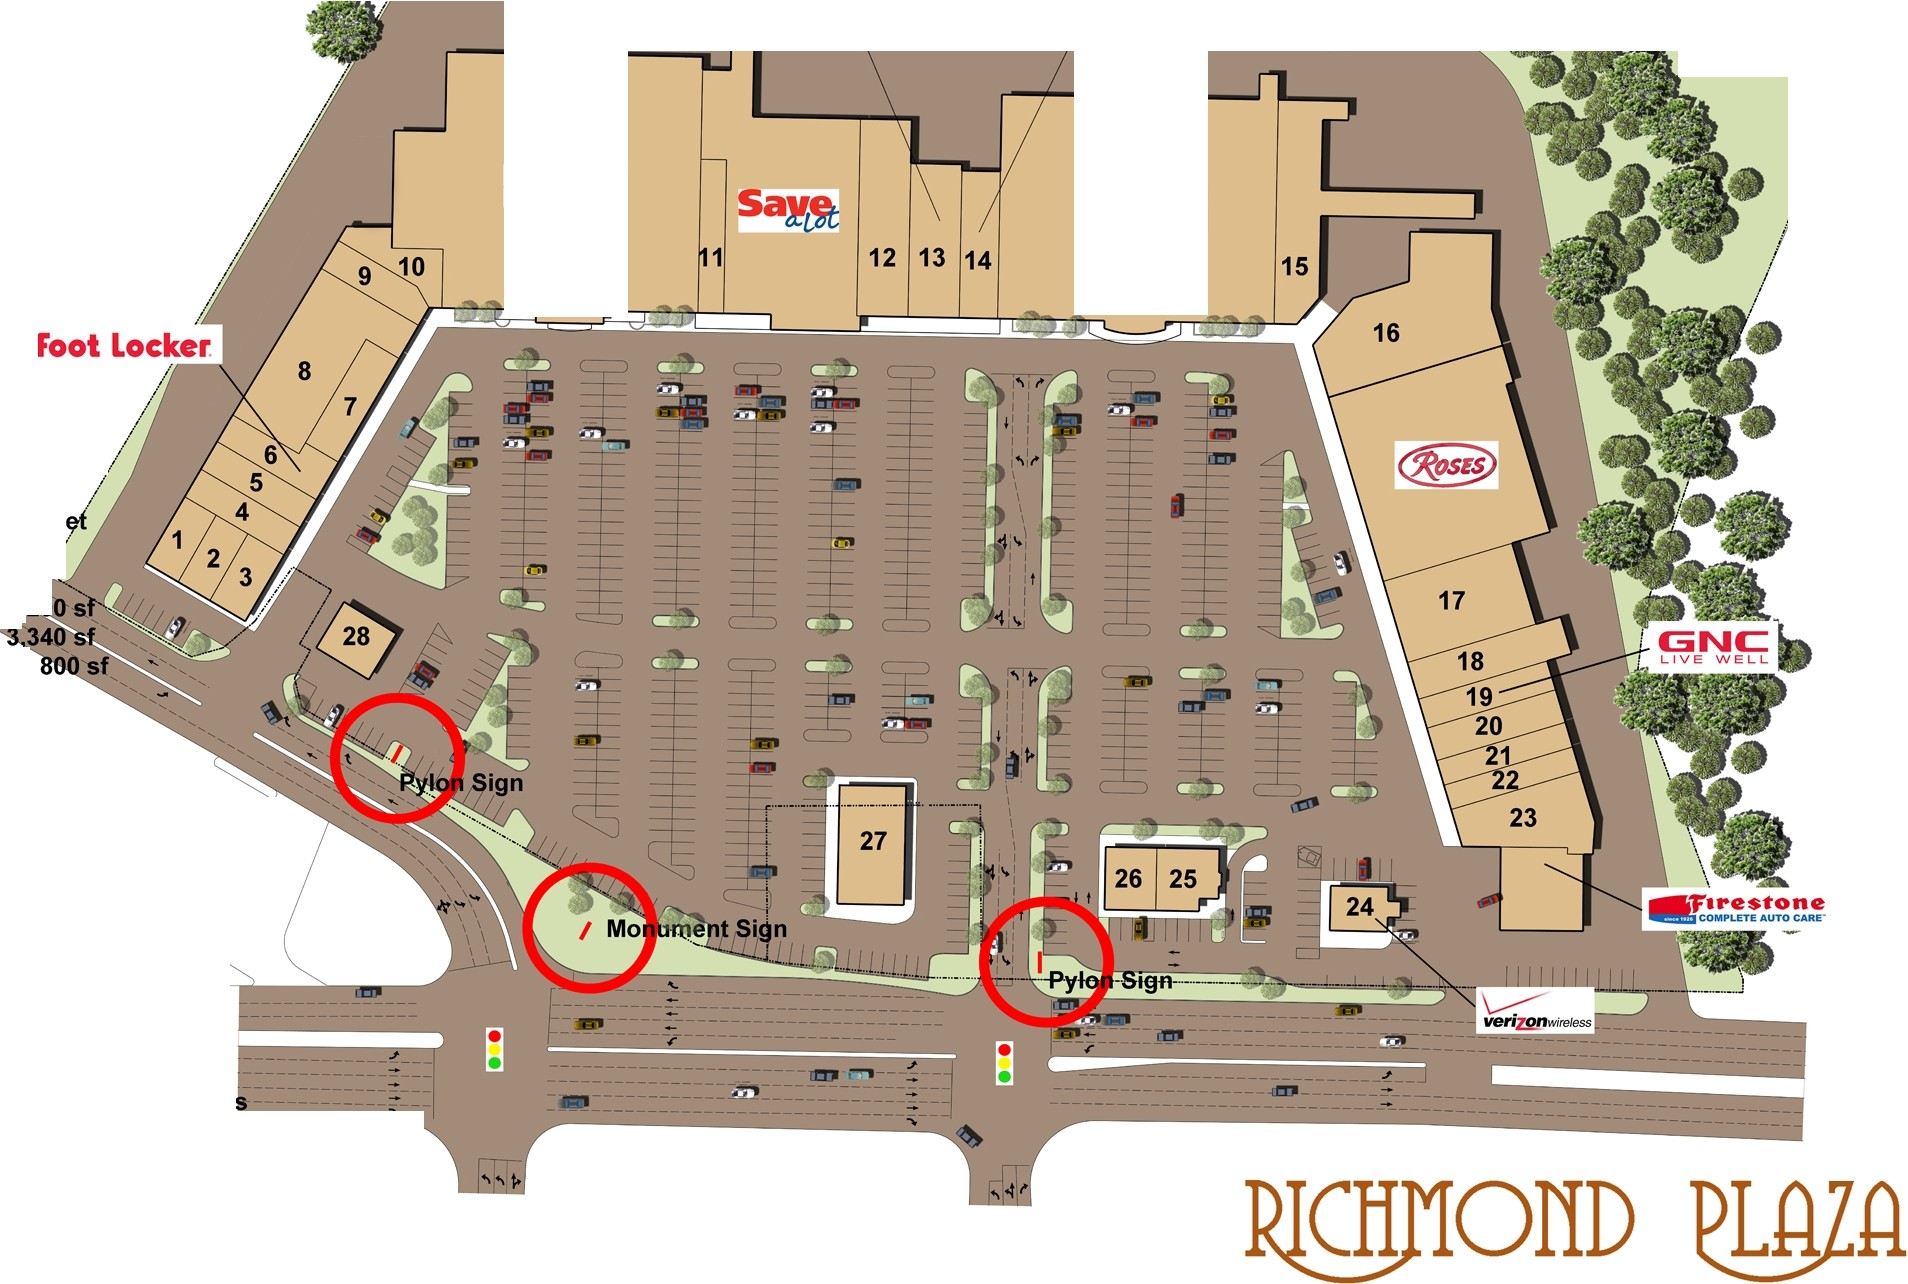 Save
a Lot
11
12
13
14
15
10
9
16
Foot Locker
8
7
ROSES
6
5
4
et
1
2
3
17
0 sf
3,340 sf
800 sf
28
GNC
LIVE WELL
18
19
20
21
22
23
Pylon Sign
27
26
25
24
Firestone
since 1926 COMPLETE AUTO CARE
Monument Sign
Pylon Sign
verizon wireless
s
RICHMOND PLAZA